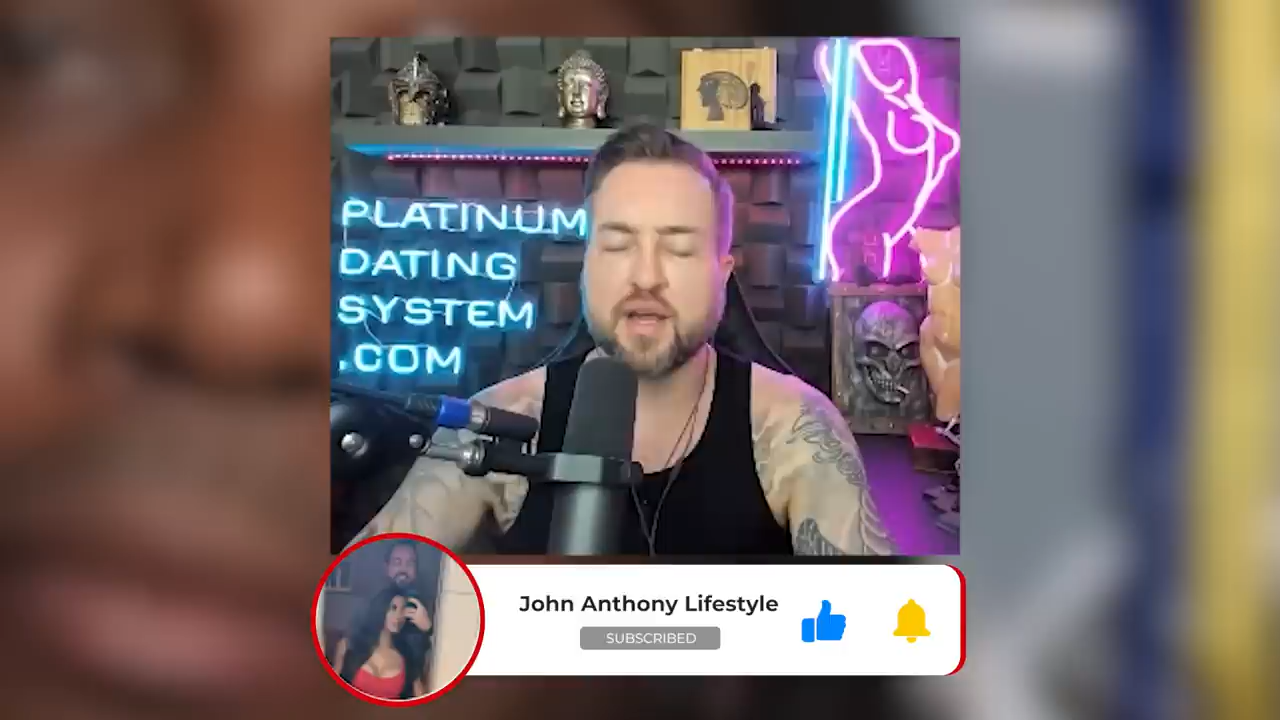 PLATINUM
DATING
SYSTEM
.COM
John Anthony Lifestyle
SUBSCRIBED